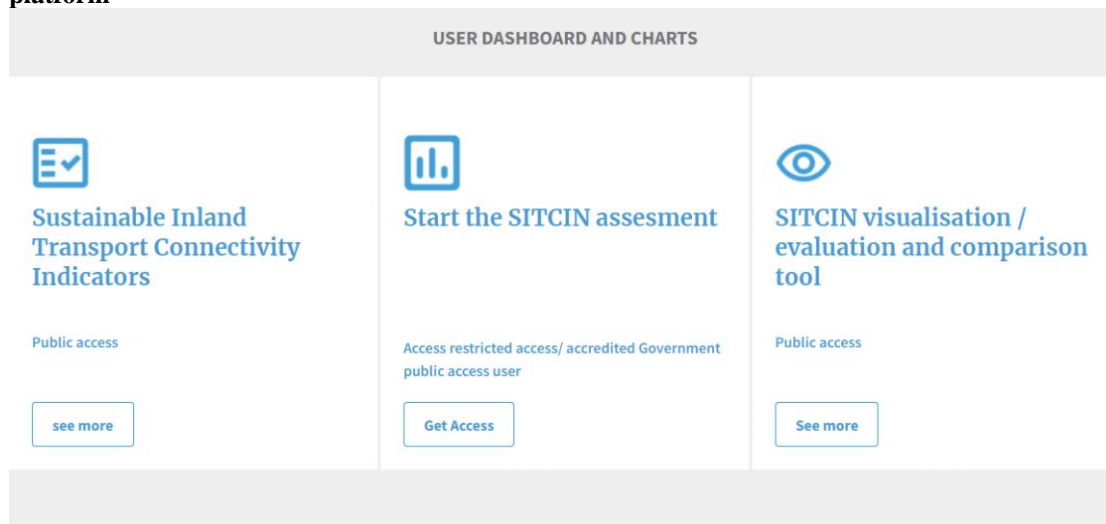 platform
USER DASHBOARD AND CHARTS
Sustainable Inland
Transport Connectivity
Indicators
Public access
see more
Start the SITCIN assesment
Access restricted access/ accredited Government
public access user
Get Access
SITCIN visualisation /
evaluation and comparison
tool
Public access
See more